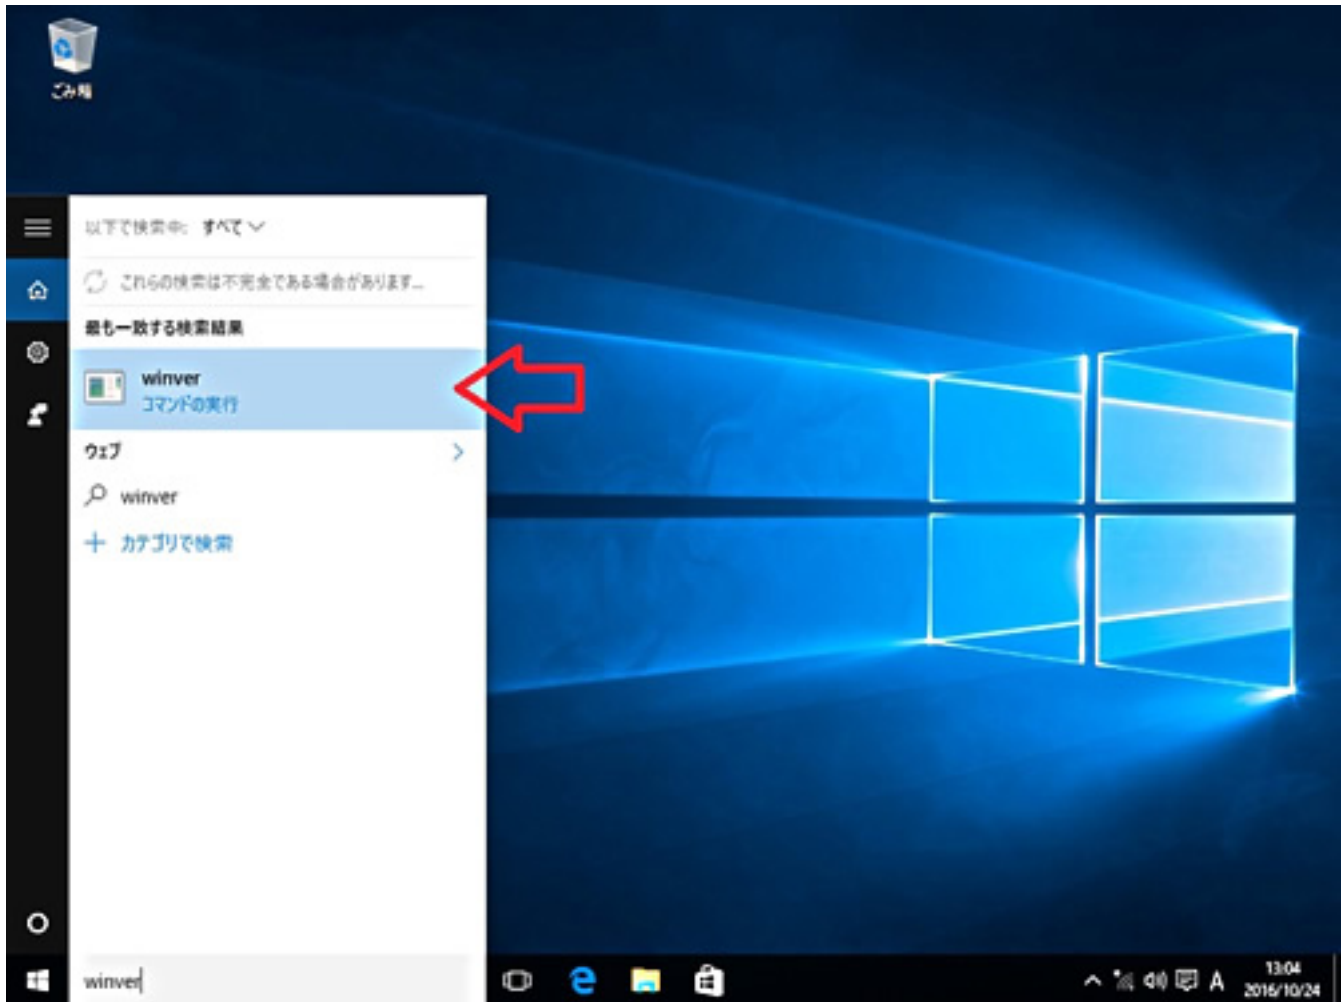 ごみ箱
以下で検索中: すべて
これらの検索は不完全である場合があります...
最も一致する検索結果
winver
コマンドの実行
ウェブ
winver
カテゴリで検索
winver
A
13:04
2016/10/24